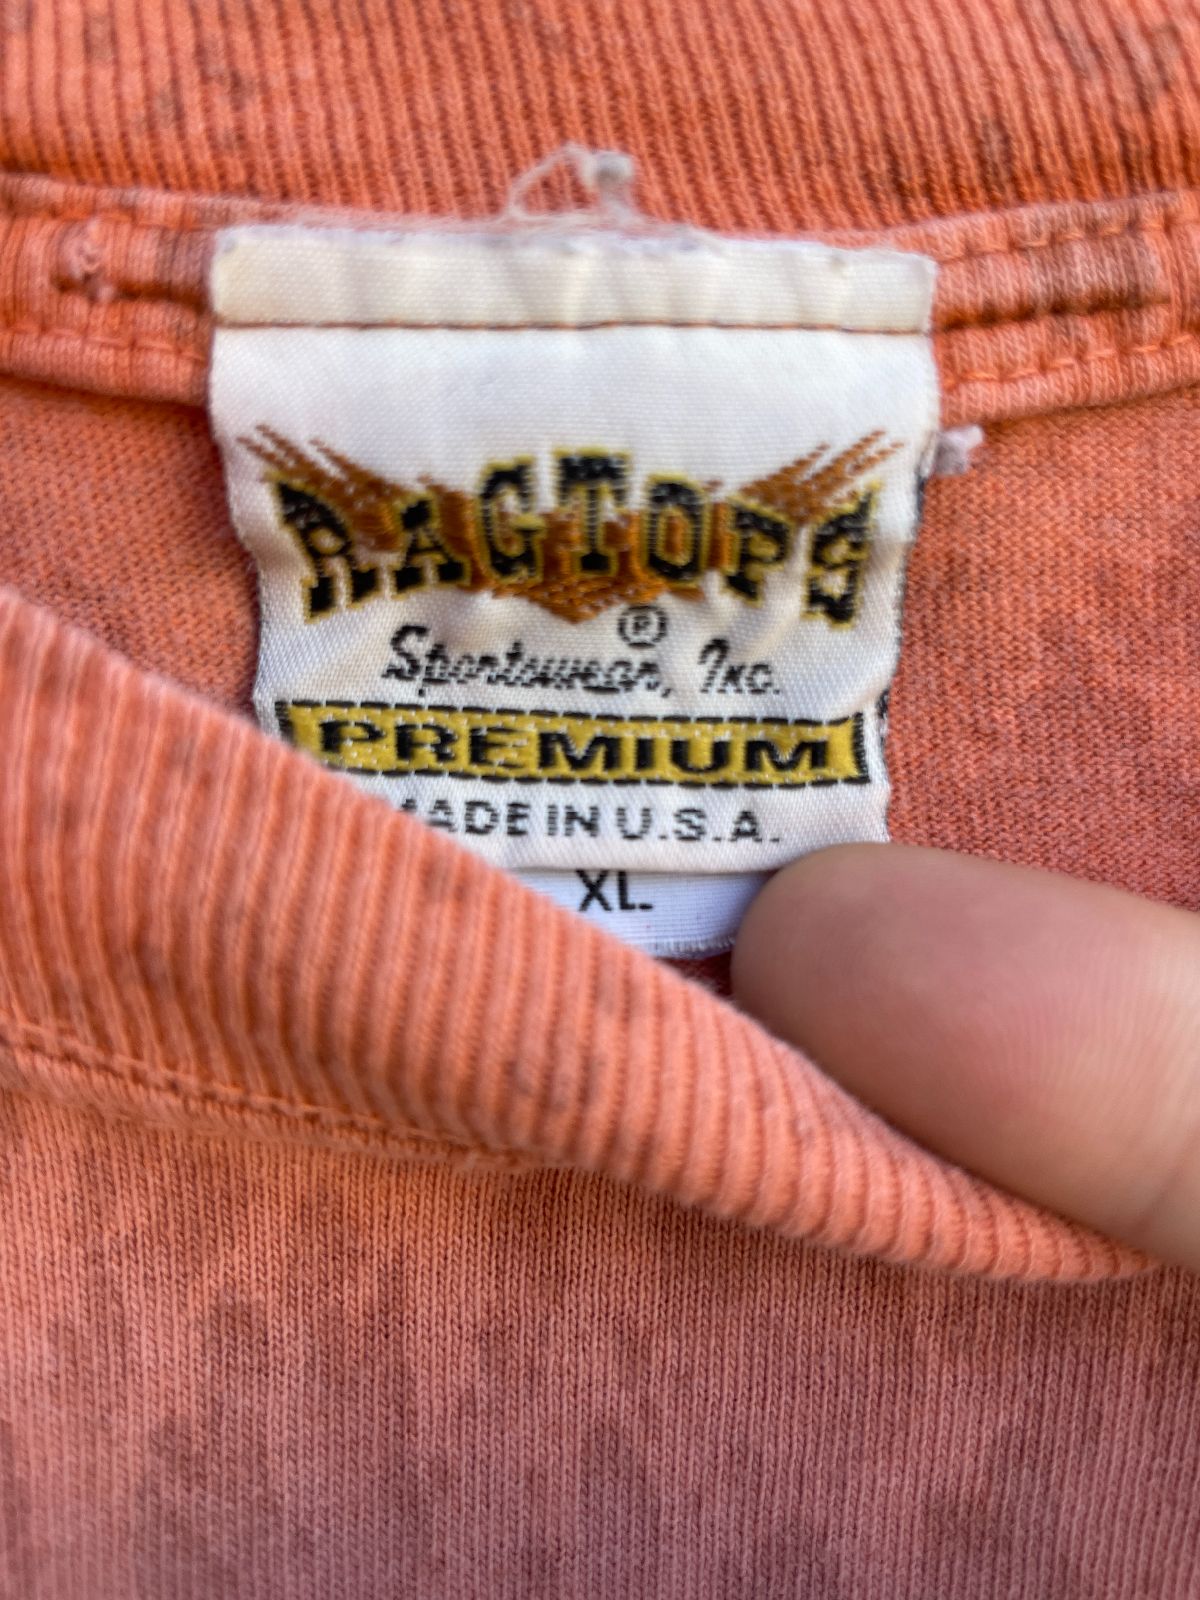 RAGTOPS
®
Sportswear, Inc.
PREMIUM
MADE IN U.S.A.
XL